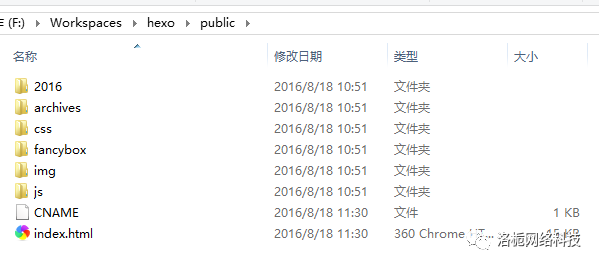 (F:) > Workspaces > hexo > public >
名称 修改日期 类型 大小
2016 2016/8/18 10:51 文件夹
archives 2016/8/18 10:51 文件夹
css 2016/8/18 10:51 文件夹
fancybox 2016/8/18 10:51 文件夹
img 2016/8/18 10:51 文件夹
js 2016/8/18 10:51 文件夹
CNAME 2016/8/18 11:30 文件 1 KB
index.html 2016/8/18 11:30 360 Chrome KB
洛栀网络科技